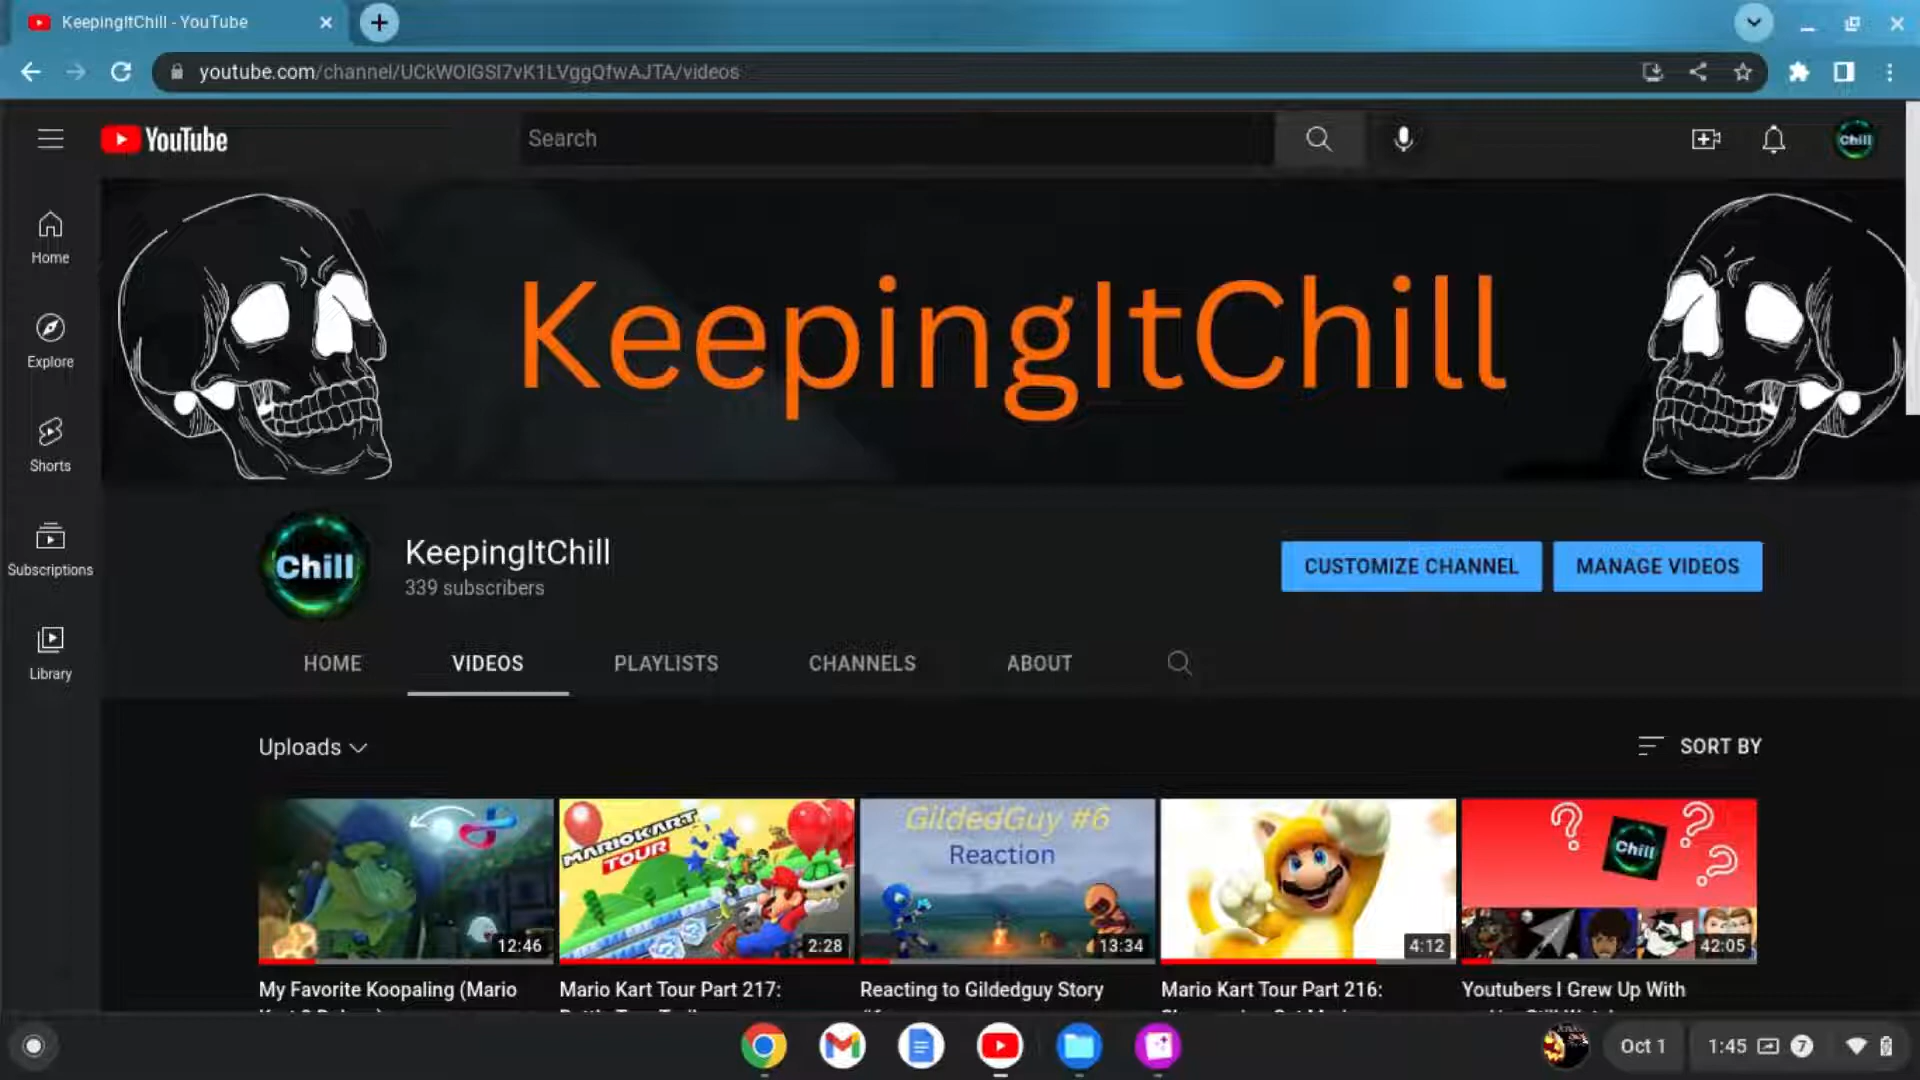 KeepingItChill - YouTube
youtube.com/channel/UCkWOIGSI7vK1LVggQfwAJTA/videos
YouTube
Search
Chill
Home
Explore
Shorts
Subscriptions
Library
KeepingItChill
Chill
KeepingItChill
339 subscribers
CUSTOMIZE CHANNEL
MANAGE VIDEOS
HOME
VIDEOS
PLAYLISTS
CHANNELS
ABOUT
Uploads
SORT BY
12:46
MARIOKART
TOUR
2:28
GildedGuy #6
Reaction
13:34
4:12
Chill
42:05
My Favorite Koopaling (Mario
Mario Kart Tour Part 217:
Reacting to Gildedguy Story
Mario Kart Tour Part 216:
Youtubers I Grew Up With
Oct 1
1:45
7